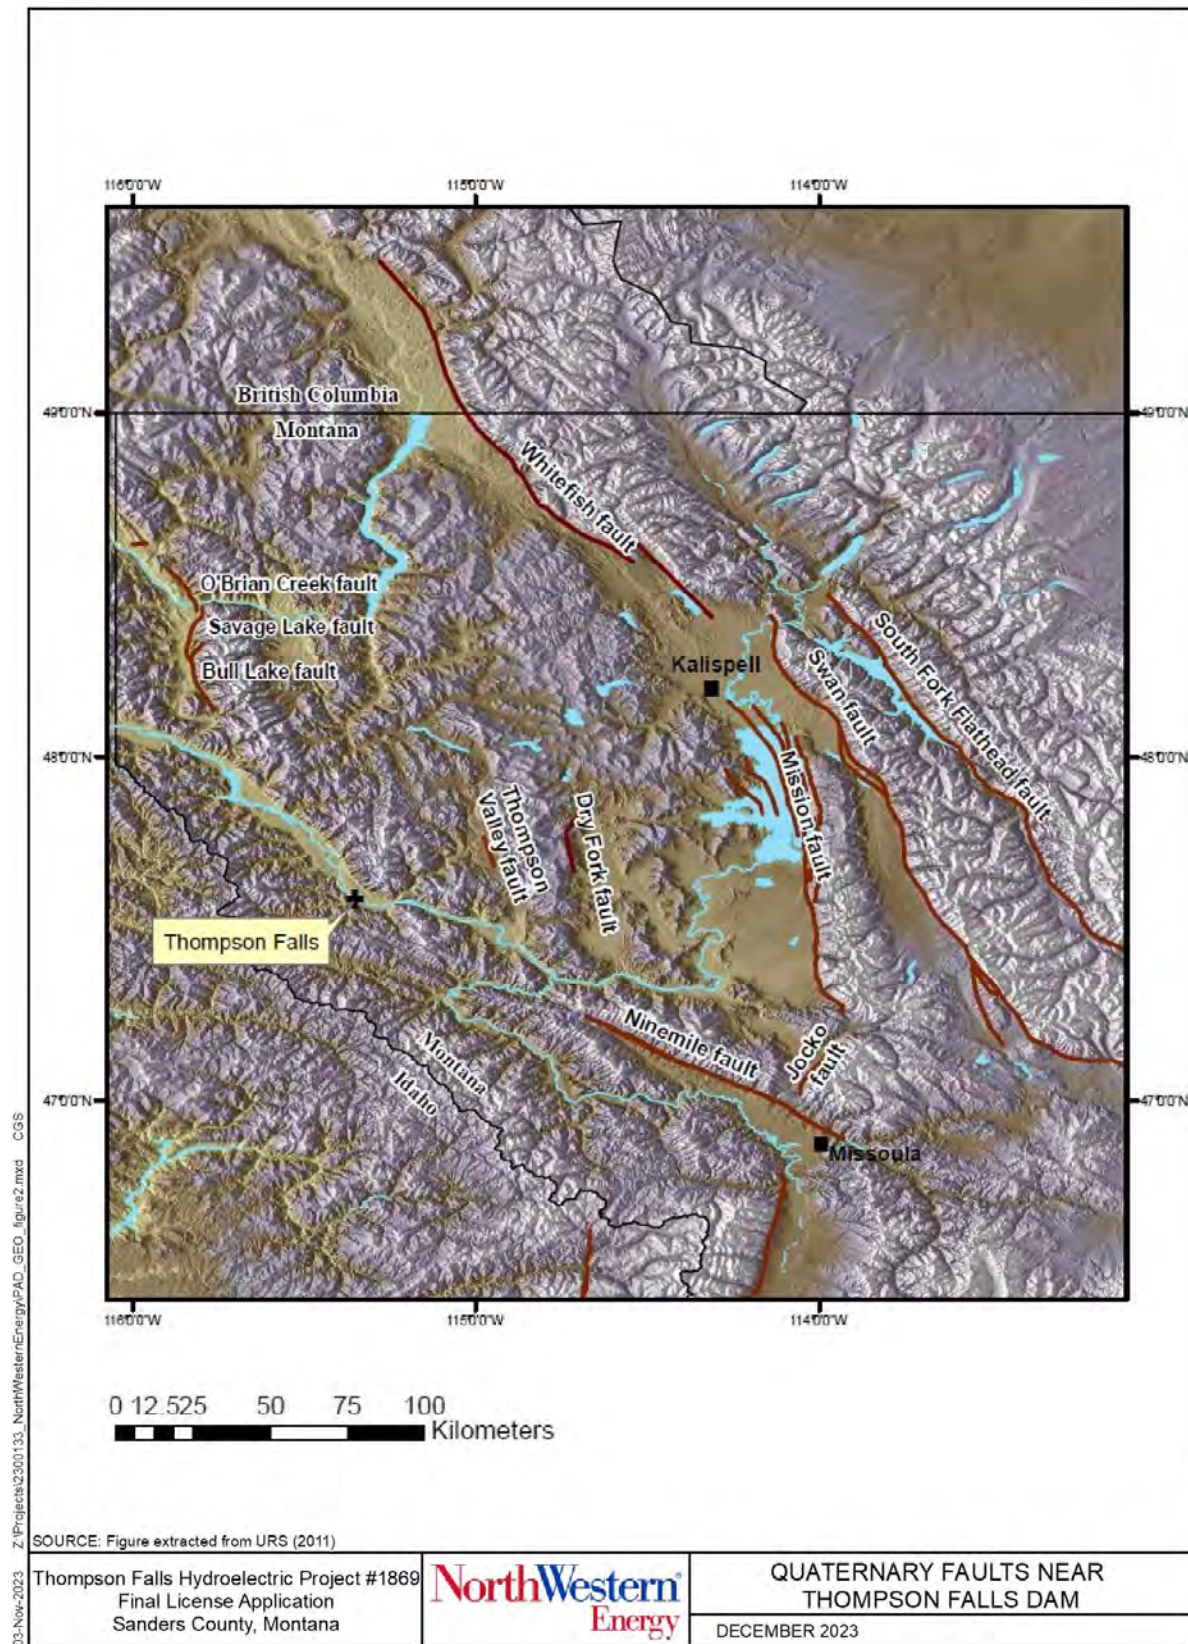 116°0'0"W
115°0'0"W
114°0'0"W
British Columbia
Montana
49°0'0"N
49°0'0"N
Whitefish fault
O'Brian Creek fault
Savage Lake fault
Bull Lake fault
Kalispell
South Fork Flathead fault
Swan fault
48°0'0"N
48°0'0"N
Mission fault
Thompson
Valley fault
Dry Fork fault
Thompson Falls
Ninemile fault
Jocko
fault
Montana
Idaho
47°0'0"N
47°0'0"N
Missoula
116°0'0"W
115°0'0"W
114°0'0"W
0 12.525 50 75 100
Kilometers
03-Nov-2023 Z:\Projects\2300133_NorthWesternEnergy\PAD_GEO_figure2.mxd CGS
SOURCE: Figure extracted from URS (2011)
Thompson Falls Hydroelectric Project #1869
Final License Application
Sanders County, Montana
NorthWestern
Energy
QUATERNARY FAULTS NEAR
THOMPSON FALLS DAM
DECEMBER 2023